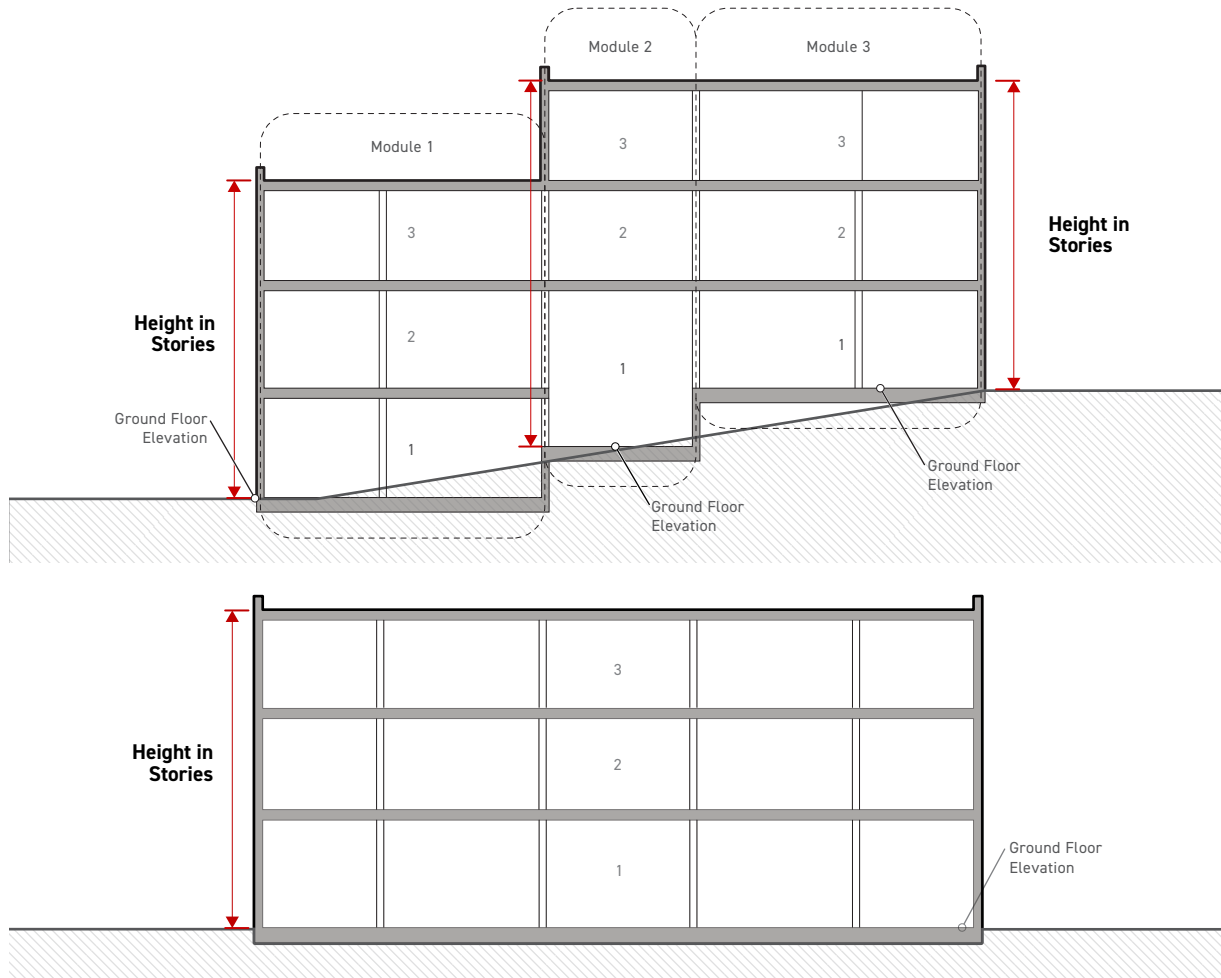 Module 2
Module 3
Module 1
3
3
3
2
2
Height in
Stories
Height in
Stories
2
1
1
Ground Floor
Elevation
1
Ground Floor
Elevation
Ground Floor
Elevation
3
Height in
Stories
2
Ground Floor
Elevation
1